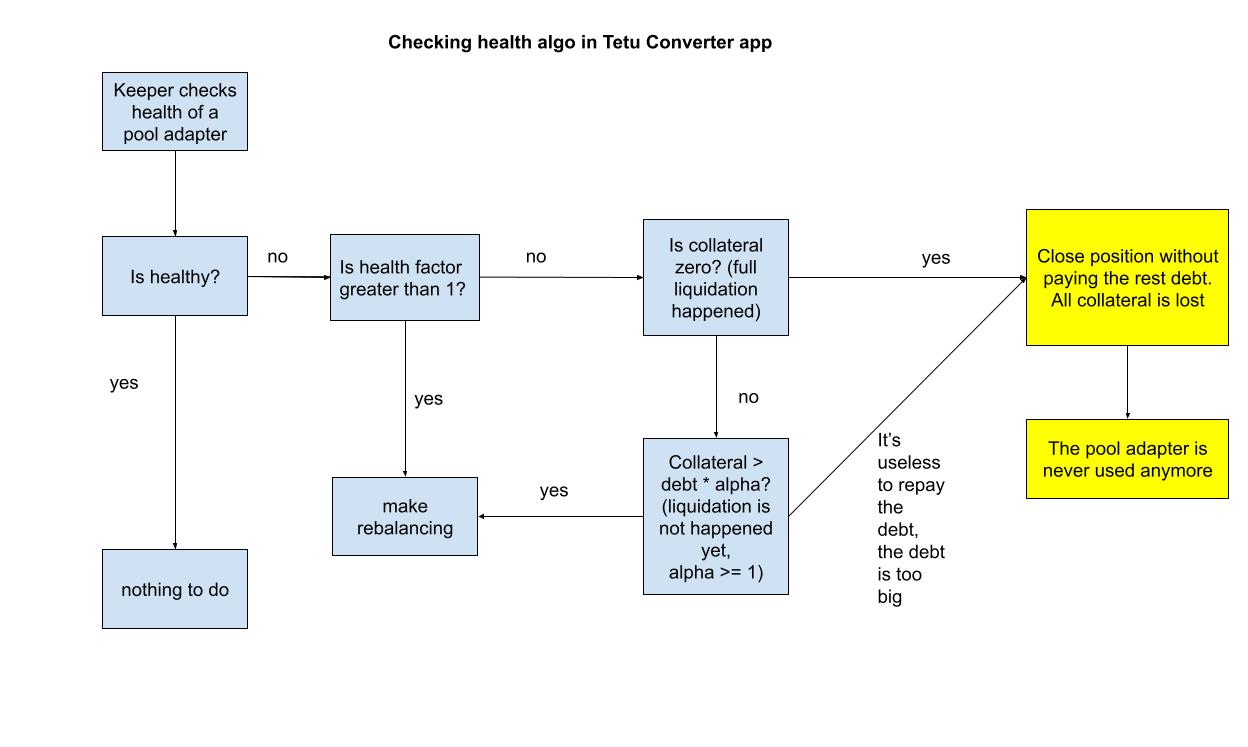 Checking health algo in Tetu Converter app
Keeper checks
health of a
pool adapter
Is healthy?
no
Is health factor
greater than 1?
no
Is collateral
zero? (full
liquidation
happened)
yes
Close position without
paying the rest debt.
All collateral is lost
yes
yes
no
It's
useless
to repay
the
debt,
the debt
is too
big
The pool adapter is
never used anymore
make
rebalancing
yes
Collateral >
debt * alpha?
(liquidation is
not happened
yet,
alpha >= 1)
nothing to do